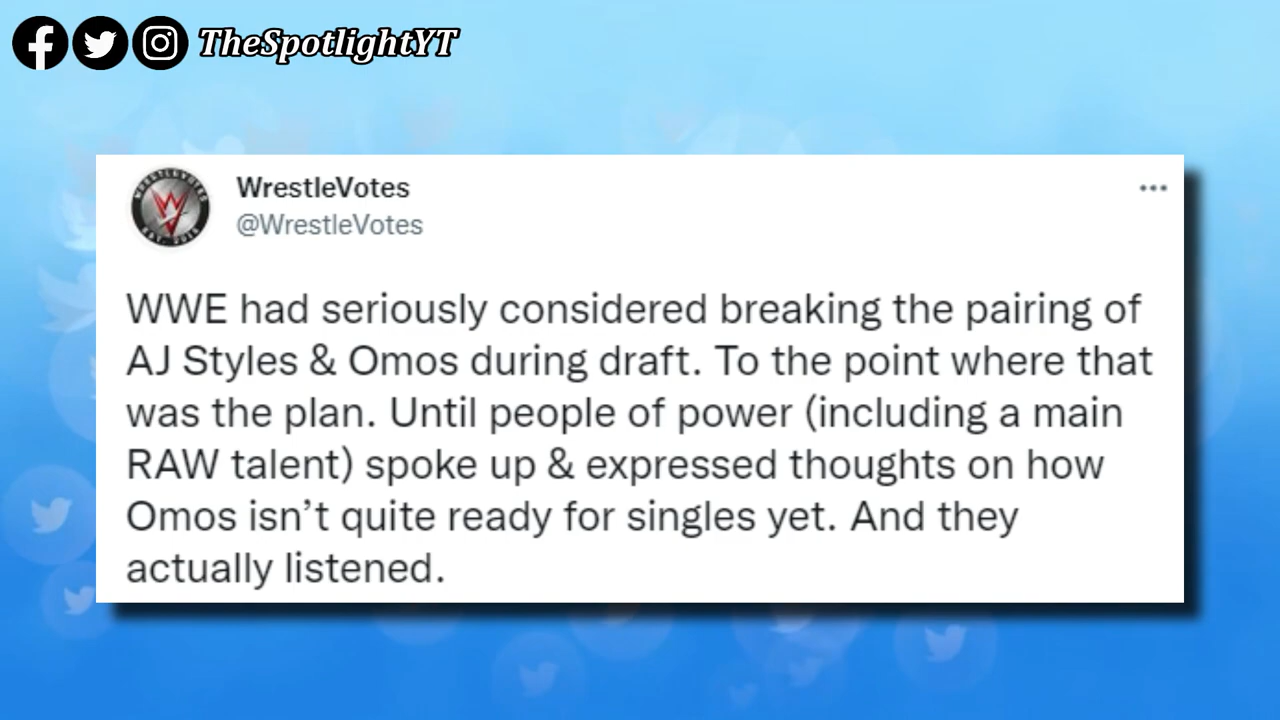 TheSpotlightYT
WrestleVotes
@WrestleVotes
WWE had seriously considered breaking the pairing of
AJ Styles & Omos during draft. To the point where that
was the plan. Until people of power (including a main
RAW talent) spoke up & expressed thoughts on how
Omos isn’t quite ready for singles yet. And they
actually listened.